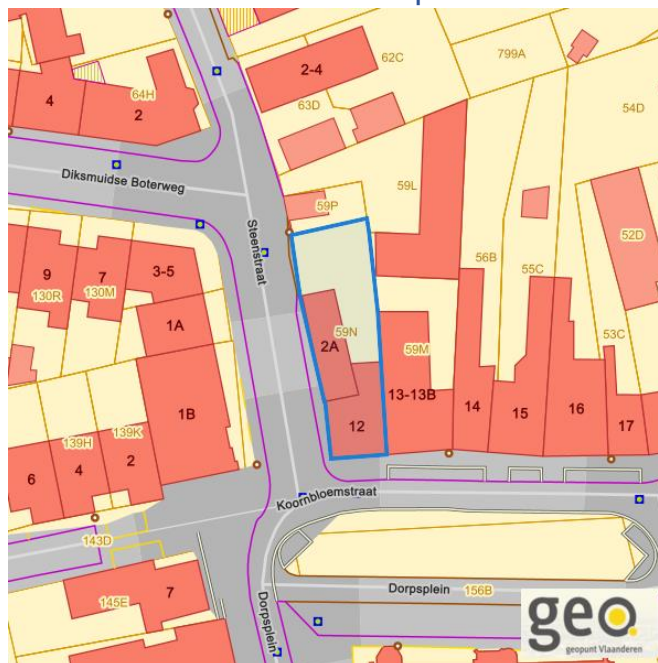 2-4
62C
799A
4
2
64H
63D
54D
Diksmuidse Boterweg
59L
59P
Steenstraat
52D
9
7
3-5
56B
55C
130R
130M
1A
59N
2A
59M
53C
1B
13-13B
12
14
15
16
17
139K
139H
6
4
2
Koornbloemstraat
143D
Dorpsplein
156B
7
145E
Dorpsplein
geo.
geopunt Vlaanderen